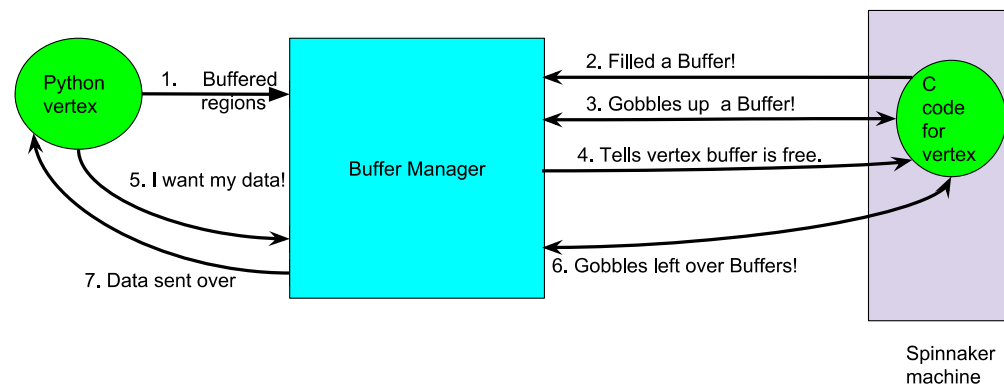 Python
vertex
1. Buffered
regions
5. I want my data!
7. Data sent over
Buffer Manager
2. Filled a Buffer!
3. Gobbles up a Buffer!
4. Tells vertex buffer is free.
6. Gobbles left over Buffers!
C
code
for
vertex
Spinnaker
machine